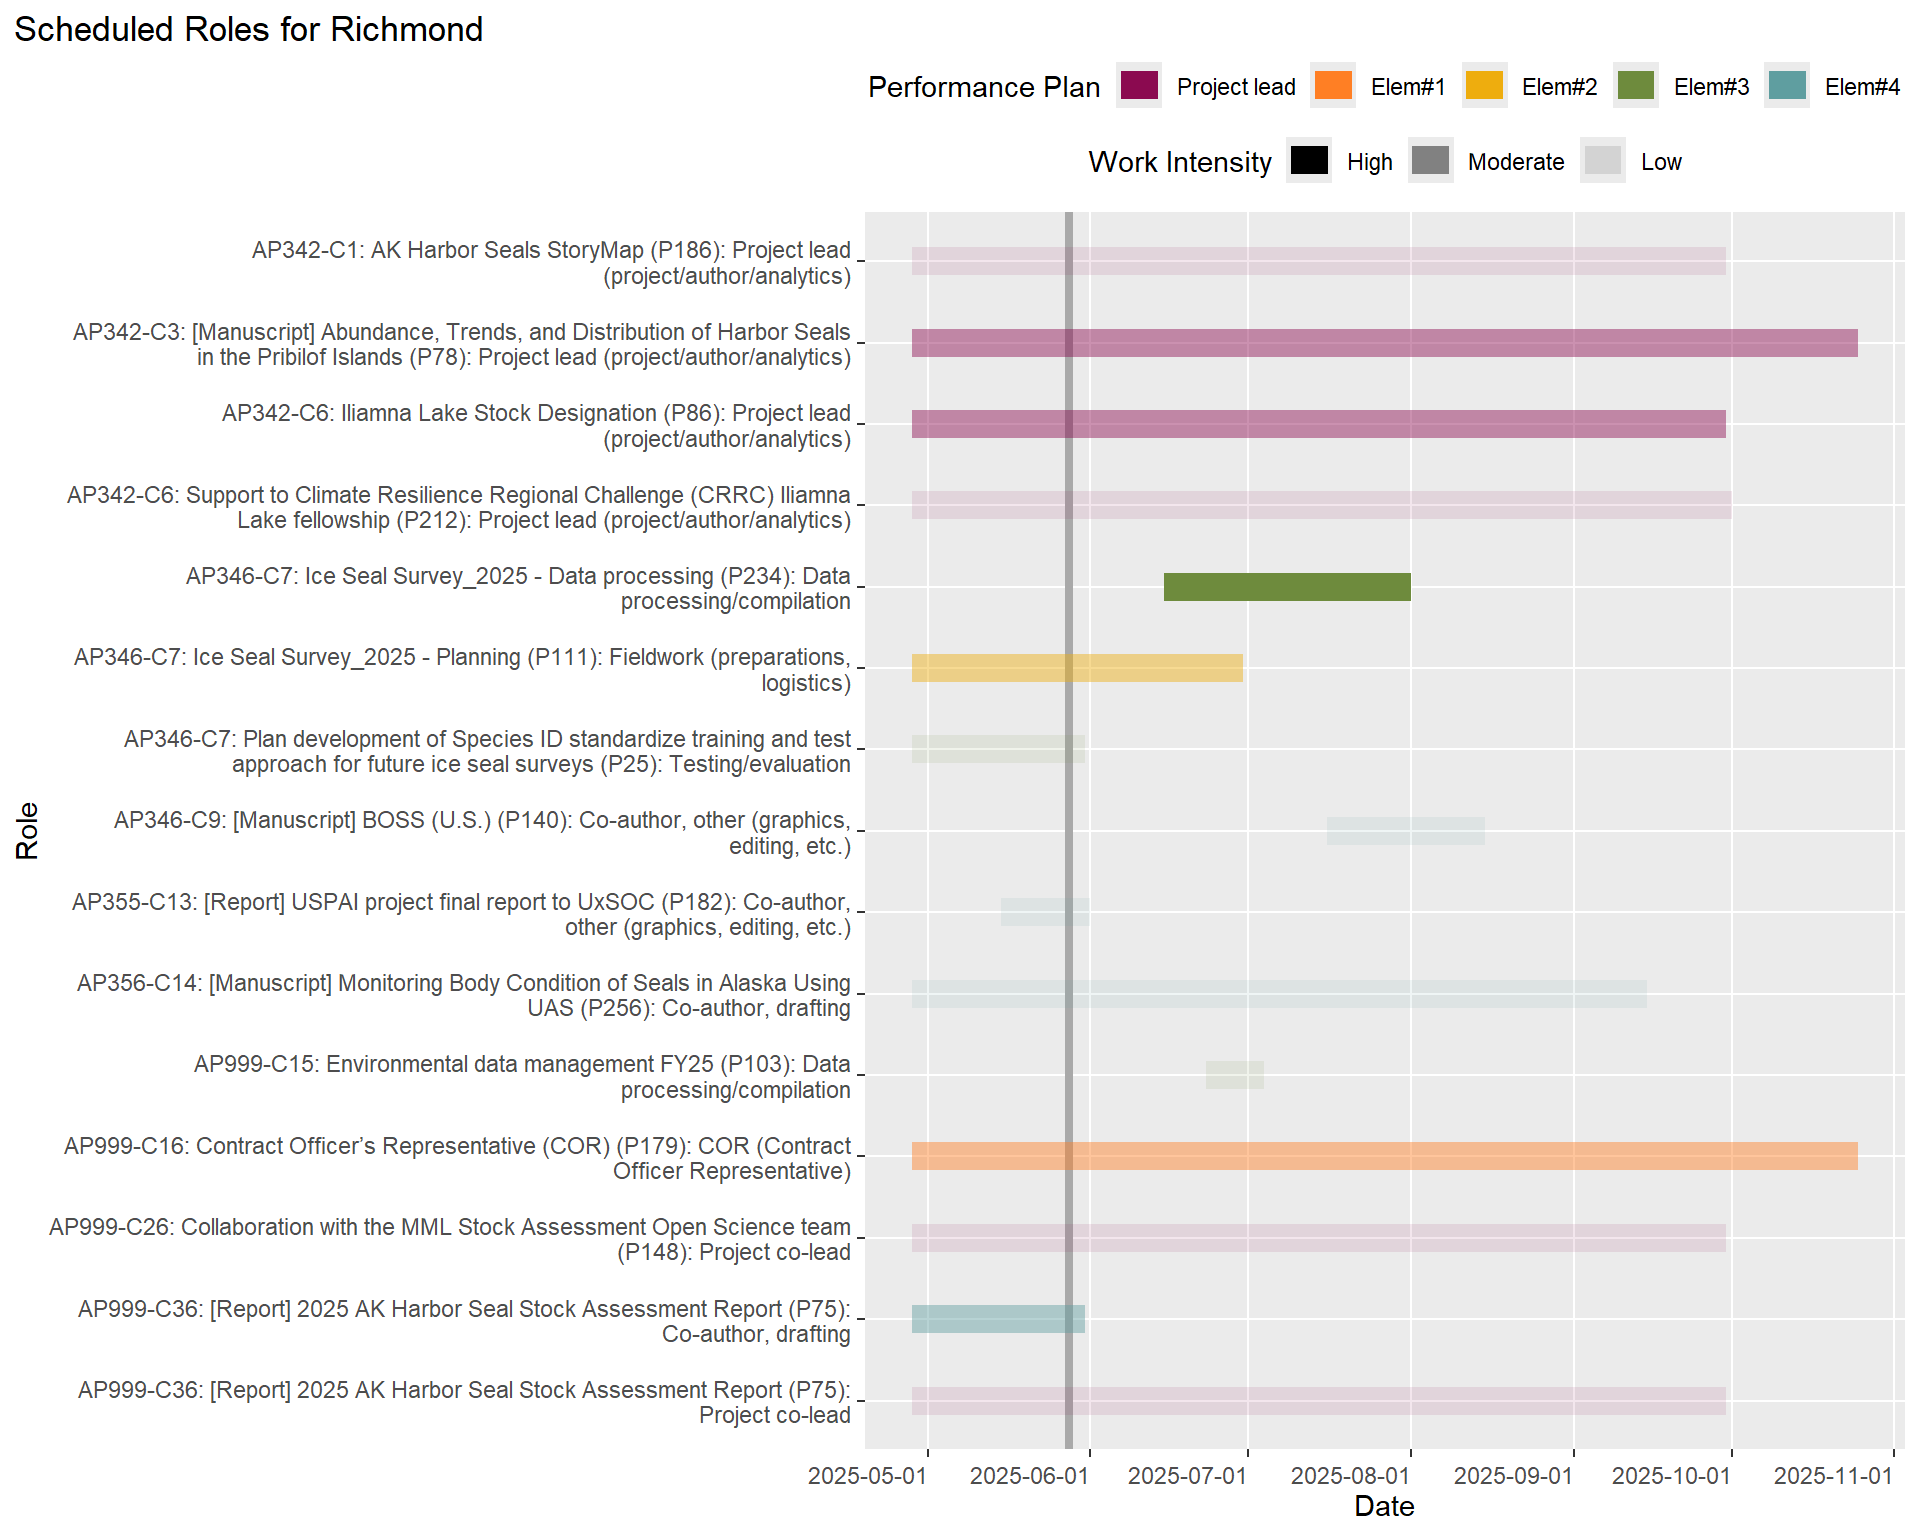 Scheduled Roles for Richmond
Performance Plan Project lead Elem#1 Elem#2 Elem#3 Elem#4
Work Intensity High Moderate Low
AP342-C1: AK Harbor Seals StoryMap (P186): Project lead
(project/author/analytics)
AP342-C3: [Manuscript] Abundance, Trends, and Distribution of Harbor Seals
in the Pribilof Islands (P78): Project lead (project/author/analytics)
AP342-C6: Iliamna Lake Stock Designation (P86): Project lead
(project/author/analytics)
AP342-C6: Support to Climate Resilience Regional Challenge (CRRC) Iliamna
Lake fellowship (P212): Project lead (project/author/analytics)
AP346-C7: Ice Seal Survey_2025 - Data processing (P234): Data
processing/compilation
AP346-C7: Ice Seal Survey_2025 - Planning (P111): Fieldwork (preparations,
logistics)
AP346-C7: Plan development of Species ID standardize training and test
approach for future ice seal surveys (P25): Testing/evaluation
AP346-C9: [Manuscript] BOSS (U.S.) (P140): Co-author, other (graphics,
editing, etc.)
AP355-C13: [Report] USPAI project final report to UxSOC (P182): Co-author,
other (graphics, editing, etc.)
AP356-C14: [Manuscript] Monitoring Body Condition of Seals in Alaska Using
UAS (P256): Co-author, drafting
AP999-C15: Environmental data management FY25 (P103): Data
processing/compilation
AP999-C16: Contract Officer’s Representative (COR) (P179): COR (Contract
Officer Representative)
AP999-C26: Collaboration with the MML Stock Assessment Open Science team
(P148): Project co-lead
AP999-C36: [Report] 2025 AK Harbor Seal Stock Assessment Report (P75):
Co-author, drafting
AP999-C36: [Report] 2025 AK Harbor Seal Stock Assessment Report (P75):
Project co-lead
Role
2025-05-01 2025-06-01 2025-07-01 2025-08-01 2025-09-01 2025-10-01 2025-11-01
Date